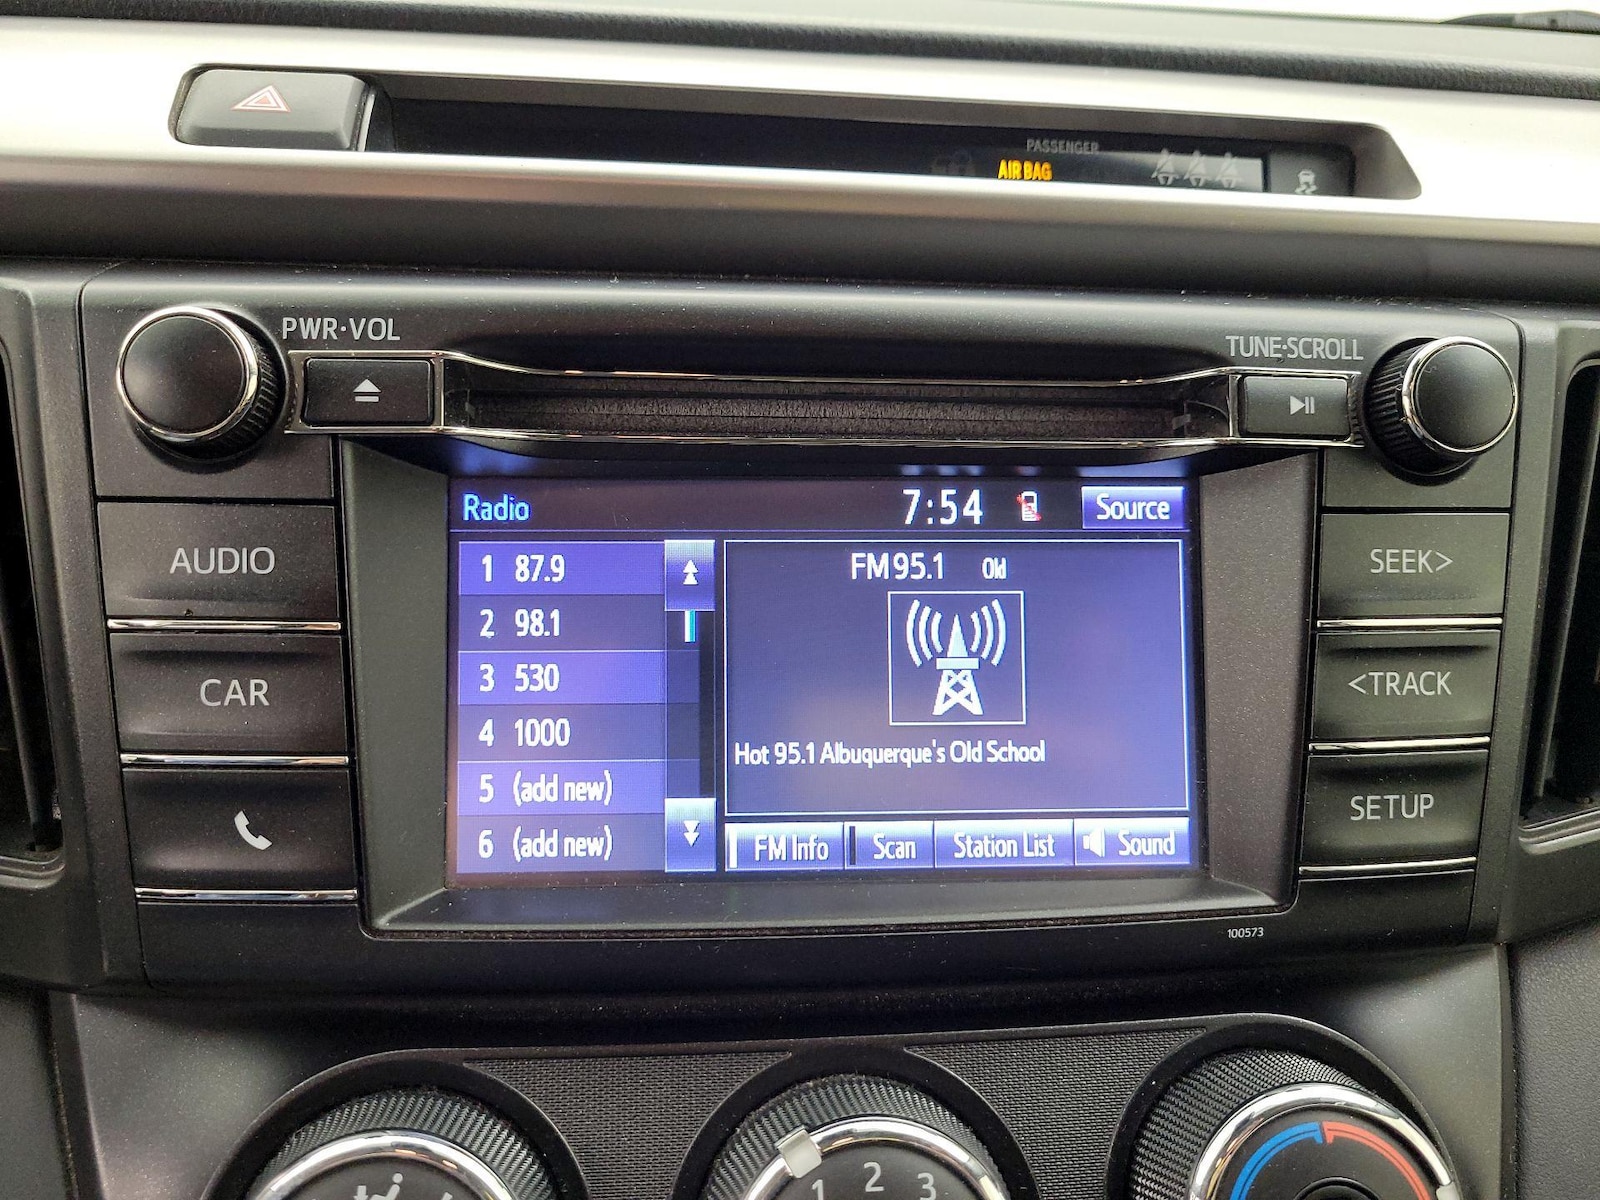 PASSENGER
AIR BAG
PWR·VOL
TUNE·SCROLL
Radio
7:54
Source
AUDIO
CAR
1 87.9
2 98.1
3 530
4 1000
5 (add new)
6 (add new)
FM 95.1 Old
Hot 95.1 Albuquerque's Old School
FM Info
Scan
Station List
Sound
SEEK>
<TRACK
SETUP
100573
1 2 3